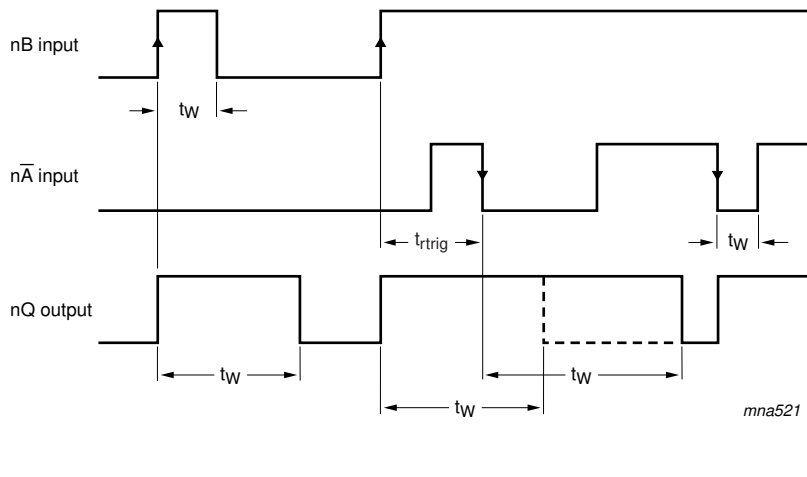 nB input
tW
nA̅ input
trtrig
tW
nQ output
tW
tW
tW
mna521